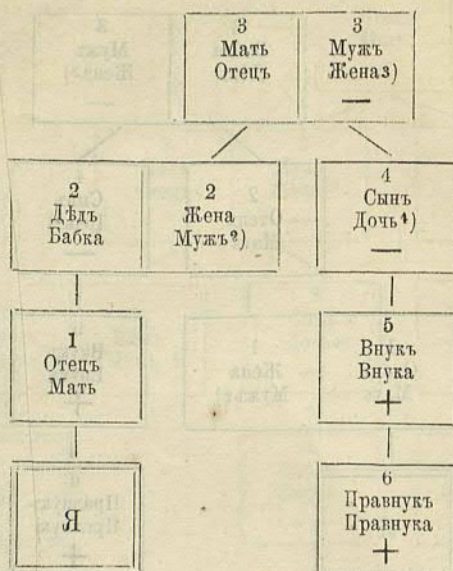 3
Мать
Отецъ
3
Мужъ
Жена³)
—
2
Дѣдъ
Бабка
2
Жена
Мужъ²)
4
Сынъ
Дочь⁴)
—
1
Отецъ
Мать
5
Внукъ
Внука
+
Я
6
Правнукъ
Правнука
+